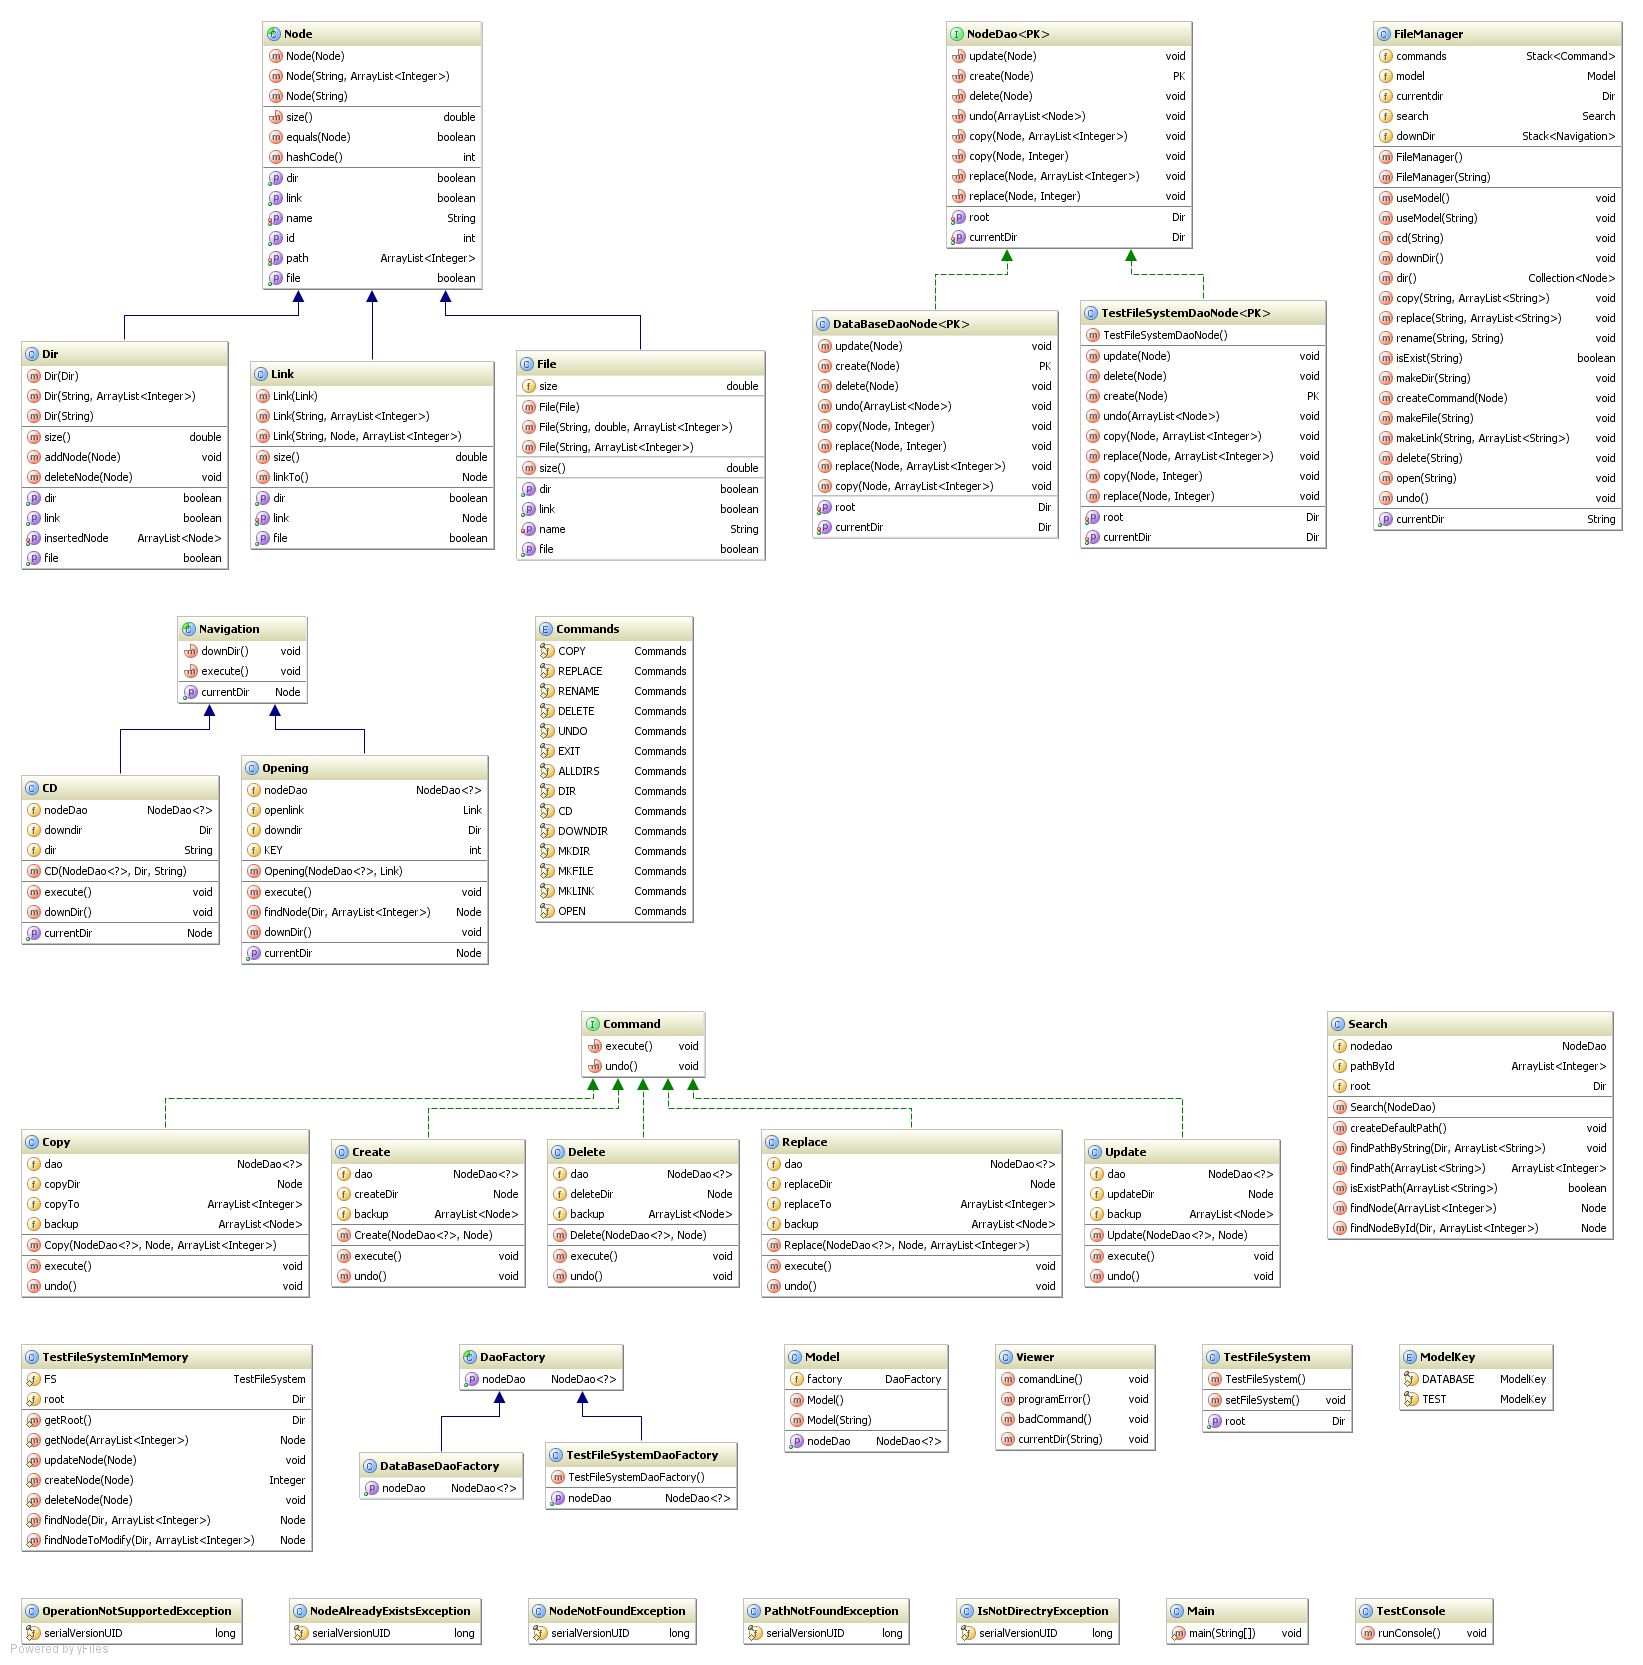 Node
Node(Node)
Node(String, ArrayList<Integer>)
Node(String)
size() double
equals(Node) boolean
hashCode() int
dir boolean
link boolean
name String
id int
path ArrayList<Integer>
file boolean
NodeDao<PK>
update(Node) void
create(Node) PK
delete(Node) void
undo(ArrayList<Node>) void
copy(Node, ArrayList<Integer>) void
copy(Node, Integer) void
replace(Node, ArrayList<Integer>) void
replace(Node, Integer) void
root Dir
currentDir Dir
FileManager
commands Stack<Command>
model Model
currentdir Dir
search Search
downDir Stack<Navigation>
FileManager()
FileManager(String)
useModel() void
useModel(String) void
cd(String) void
downDir() void
dir() Collection<Node>
copy(String, ArrayList<String>) void
replace(String, ArrayList<String>) void
rename(String, String) void
isExist(String) boolean
makeDir(String) void
createCommand(Node) void
makeFile(String) void
makeLink(String, ArrayList<String>) void
delete(String) void
open(String) void
undo() void
currentDir String
Dir
Dir(Dir)
Dir(String, ArrayList<Integer>)
Dir(String)
size() double
addNode(Node) void
deleteNode(Node) void
dir boolean
link boolean
insertedNode ArrayList<Node>
file boolean
Link
Link(Link)
Link(String, ArrayList<Integer>)
Link(String, Node, ArrayList<Integer>)
size() double
linkTo() Node
dir boolean
link Node
file boolean
File
size double
File(File)
File(String, double, ArrayList<Integer>)
File(String, ArrayList<Integer>)
size() double
dir boolean
link boolean
name String
file boolean
DataBaseDaoNode<PK>
update(Node) void
create(Node) PK
delete(Node) void
undo(ArrayList<Node>) void
copy(Node, Integer) void
replace(Node, Integer) void
replace(Node, ArrayList<Integer>) void
copy(Node, ArrayList<Integer>) void
root Dir
currentDir Dir
TestFileSystemDaoNode<PK>
TestFileSystemDaoNode()
update(Node) void
delete(Node) void
create(Node) PK
undo(ArrayList<Node>) void
copy(Node, ArrayList<Integer>) void
replace(Node, ArrayList<Integer>) void
copy(Node, Integer) void
replace(Node, Integer) void
root Dir
currentDir Dir
Navigation
downDir() void
execute() void
currentDir Node
Commands
COPY Commands
REPLACE Commands
RENAME Commands
DELETE Commands
UNDO Commands
EXIT Commands
ALLDIRS Commands
DIR Commands
CD Commands
DOWNDIR Commands
MKDIR Commands
MKFILE Commands
MKLINK Commands
OPEN Commands
CD
nodeDao NodeDao<?>
downdir Dir
dir String
CD(NodeDao<?>, Dir, String)
execute() void
downDir() void
currentDir Node
Opening
nodeDao NodeDao<?>
openlink Link
downdir Dir
KEY int
Opening(NodeDao<?>, Link)
execute() void
findNode(Dir, ArrayList<Integer>) Node
downDir() void
currentDir Node
Command
execute() void
undo() void
Search
nodedao NodeDao
pathById ArrayList<Integer>
root Dir
Search(NodeDao)
createDefaultPath() void
findPathByString(Dir, ArrayList<String>) void
findPath(ArrayList<String>) ArrayList<Integer>
isExistPath(ArrayList<String>) boolean
findNode(ArrayList<Integer>) Node
findNodeById(Dir, ArrayList<Integer>) Node
Copy
dao NodeDao<?>
copyDir Node
copyTo ArrayList<Integer>
backup ArrayList<Node>
Copy(NodeDao<?>, Node, ArrayList<Integer>)
execute() void
undo() void
Create
dao NodeDao<?>
createDir Node
backup ArrayList<Node>
Create(NodeDao<?>, Node)
execute() void
undo() void
Delete
dao NodeDao<?>
deleteDir Node
backup ArrayList<Node>
Delete(NodeDao<?>, Node)
execute() void
undo() void
Replace
dao NodeDao<?>
replaceDir Node
replaceTo ArrayList<Integer>
backup ArrayList<Node>
Replace(NodeDao<?>, Node, ArrayList<Integer>)
execute() void
undo() void
Update
dao NodeDao<?>
updateDir Node
backup ArrayList<Node>
Update(NodeDao<?>, Node)
execute() void
undo() void
TestFileSystemInMemory
FS TestFileSystem
root Dir
getRoot() Dir
getNode(ArrayList<Integer>) Node
updateNode(Node) void
createNode(Node) Integer
deleteNode(Node) void
findNode(Dir, ArrayList<Integer>) Node
findNodeToModify(Dir, ArrayList<Integer>) Node
DaoFactory
nodeDao NodeDao<?>
DataBaseDaoFactory
nodeDao NodeDao<?>
TestFileSystemDaoFactory
TestFileSystemDaoFactory()
nodeDao NodeDao<?>
Model
factory DaoFactory
Model()
Model(String)
nodeDao NodeDao<?>
Viewer
comandLine() void
programError() void
badCommand() void
currentDir(String) void
TestFileSystem
TestFileSystem()
setFileSystem() void
root Dir
ModelKey
DATABASE ModelKey
TEST ModelKey
OperationNotSupportedException
serialVersionUID long
NodeAlreadyExistsException
serialVersionUID long
NodeNotFoundException
serialVersionUID long
PathNotFoundException
serialVersionUID long
IsNotDirectryException
serialVersionUID long
Main
main(String[]) void
TestConsole
runConsole() void
Powered by yFiles